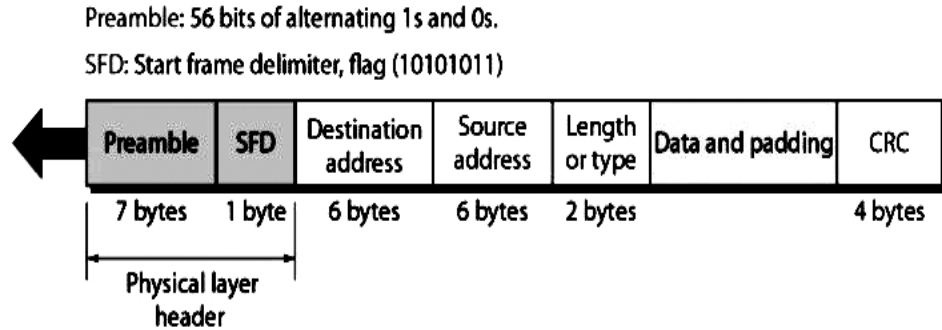 Preamble: 56 bits of alternating 1s and 0s.
SFD: Start frame delimiter, flag (10101011)
Preamble
SFD
Destination
address
Source
address
Length
or type
Data and padding
CRC
7 bytes
1 byte
6 bytes
6 bytes
2 bytes
4 bytes
Physical layer
header